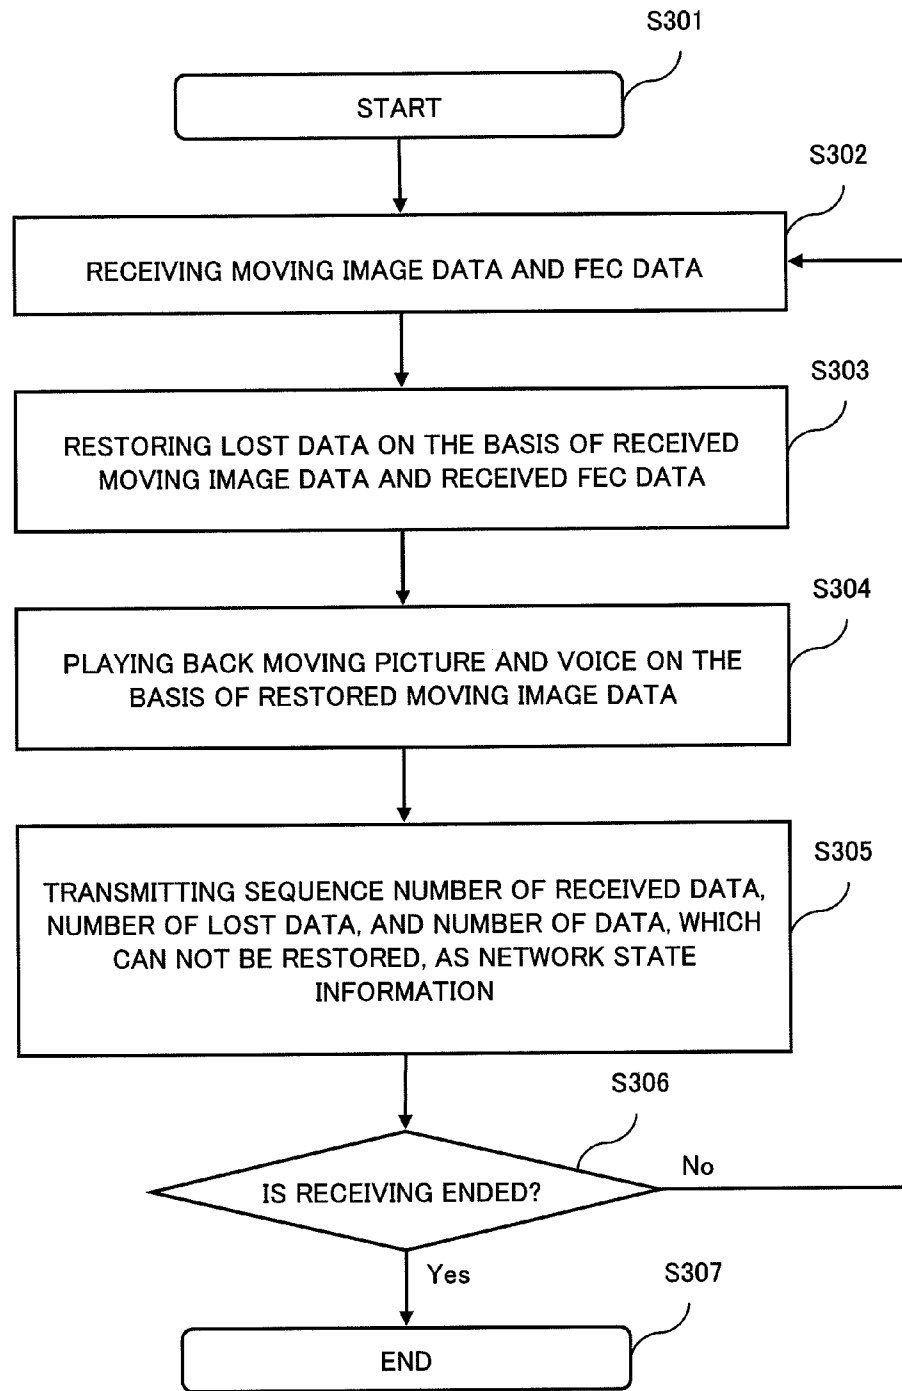 S301
START
S302
RECEIVING MOVING IMAGE DATA AND FEC DATA
S303
RESTORING LOST DATA ON THE BASIS OF RECEIVED
MOVING IMAGE DATA AND RECEIVED FEC DATA
S304
PLAYING BACK MOVING PICTURE AND VOICE ON THE
BASIS OF RESTORED MOVING IMAGE DATA
S305
TRANSMITTING SEQUENCE NUMBER OF RECEIVED DATA,
NUMBER OF LOST DATA, AND NUMBER OF DATA, WHICH
CAN NOT BE RESTORED, AS NETWORK STATE
INFORMATION
S306
IS RECEIVING ENDED?
No
Yes
S307
END